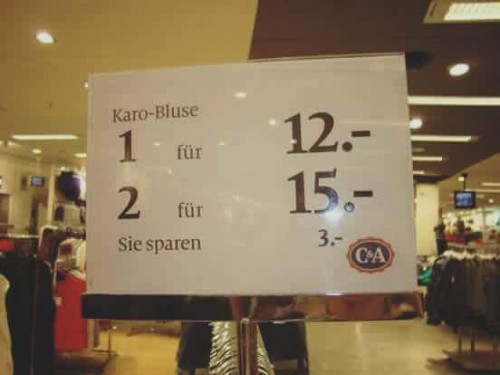 Karo-Bluse
1 für 12.-
2 für 15.-
Sie sparen 3.-
C&A